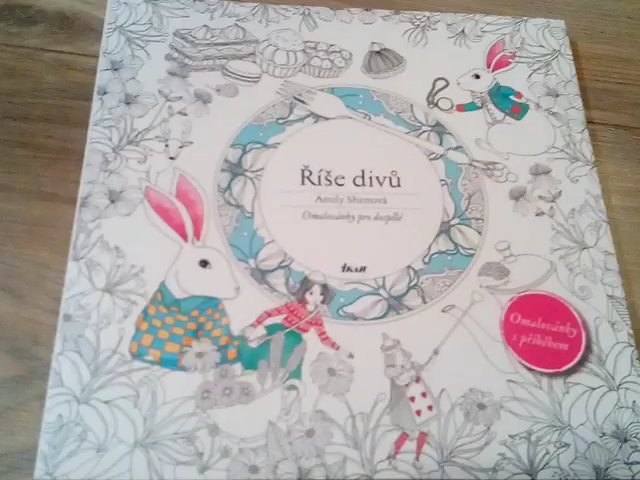 Říše divů
Amily Shenová
Omalovánky pro dospělé
IKAR
Omalovánky
s příběhem